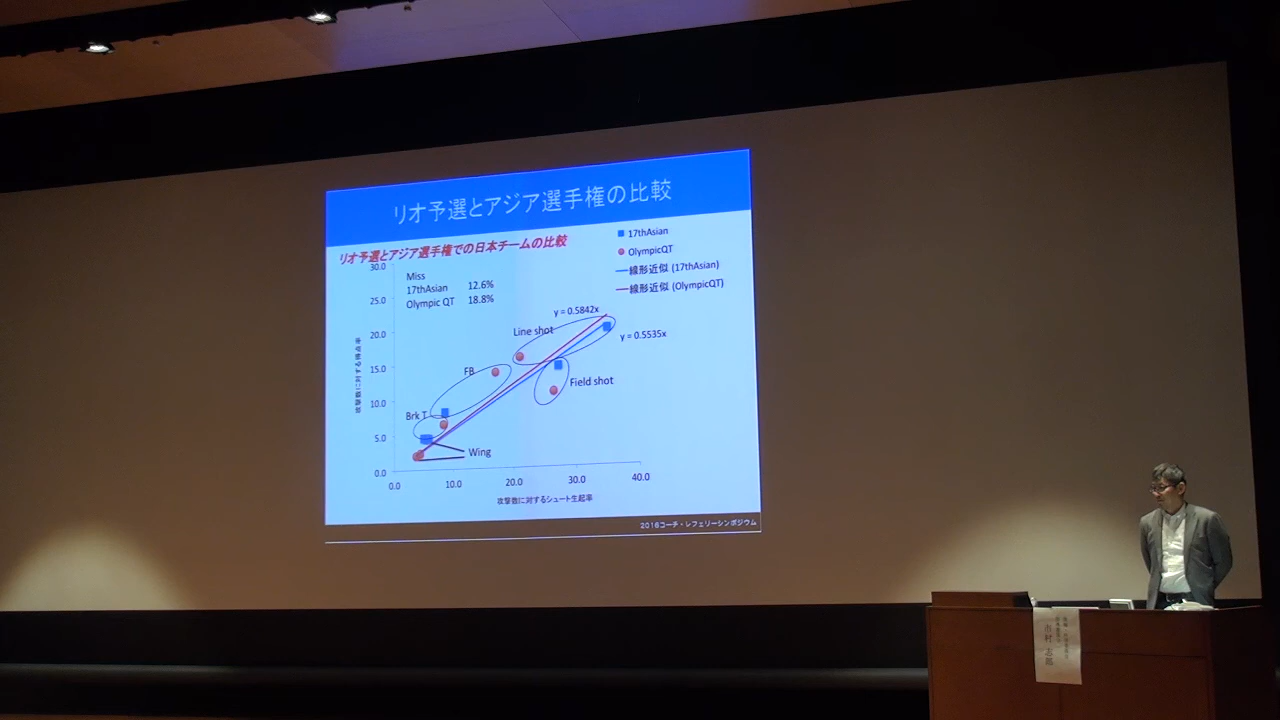 リオ予選とアジア選手権の比較
リオ予選とアジア選手権での日本チームの比較
17thAsian
OlympicQT
線形近似 (17thAsian)
線形近似 (OlympicQT)
Miss
17thAsian 12.6%
Olympic QT 18.8%
30.0
25.0
20.0
15.0
10.0
5.0
0.0
攻撃数に対する得点率
y = 0.5842x
y = 0.5535x
Line shot
FB
Field shot
Brk T
Wing
0.0 10.0 20.0 30.0 40.0
攻撃数に対するシュート生起率
2016コーチ・レフェリーシンポジウム
市村 志郎